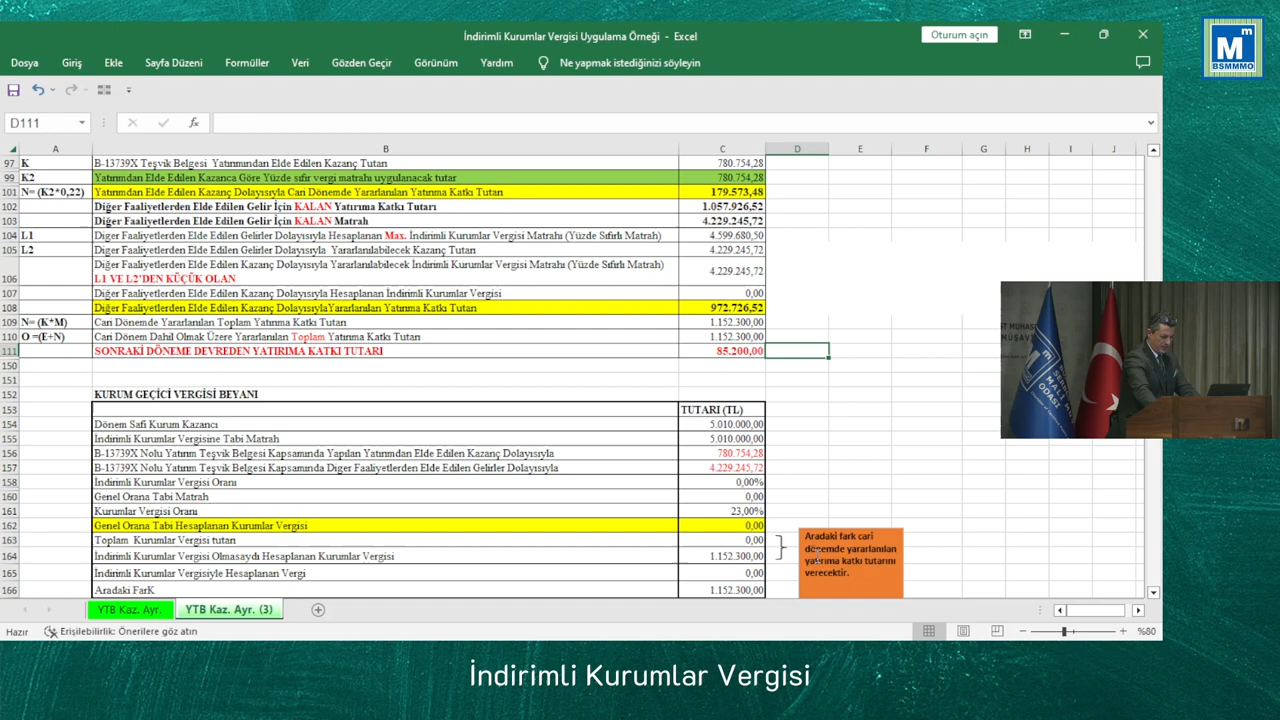 İndirimli Kurumlar Vergisi Uygulama Örneği - Excel
Oturum açın
Dosya Giriş Ekle Sayfa Düzeni Formüller Veri Gözden Geçir Görünüm Yardım Ne yapmak istediğinizi söyleyin
D111 fx
A B C D E F G H I J
97 K B-13739X Teşvik Belgesi Yatırımından Elde Edilen Kazanç Tutarı 780.754,28
99 K2 Yatırımdan Elde Edilen Kazanca Göre Yüzde sıfır vergi matrahı uygulanacak tutar 780.754,28
101 N= (K2*0,22) Yatırımdan Elde Edilen Kazanç Dolayısıyla Cari Dönemde Yararlanılan Yatırıma Katkı Tutarı 179.573,48
102 Diğer Faaliyetlerden Elde Edilen Gelir İçin KALAN Yatırıma Katkı Tutarı 1.057.926,52
103 Diğer Faaliyetlerden Elde Edilen Gelir İçin KALAN Matrah 4.229.245,72
104 L1 Diger Faaliyetlerden Elde Edilen Gelirler Dolayısıyla Hesaplanan Max. İndirimli Kurumlar Vergisi Matrahı (Yüzde Sıfırlı Matrah) 4.599.680,50
105 L2 Diger Faaliyetlerden Elde Edilen Gelirler Dolayısıyla Yararlanılabilecek Kazanç Tutarı 4.229.245,72
106 Diğer Faaliyetlerden Elde Edilen Kazanç Dolayısıyla Yararlanılabilecek İndirimli Kurumlar Vergisi Matrahı (Yüzde Sıfırlı Matrah) 4.229.245,72
L1 VE L2'DEN KÜÇÜK OLAN
107 Diğer Faaliyetlerden Elde Edilen Kazanç Dolayısıyla Hesaplanan İndirimli Kurumlar Vergisi 0,00
108 Diğer Faaliyetlerden Elde Edilen Kazanç DolayısıylaYararlanılan Yatırıma Katkı Tutarı 972.726,52
109 N= (K*M) Cari Dönemde Yararlanılan Toplam Yatırıma Katkı Tutarı 1.152.300,00
110 O =(E+N) Cari Dönem Dahil Olmak Üzere Yararlanılan Toplam Yatırıma Katkı Tutarı 1.152.300,00
111 SONRAKİ DÖNEME DEVREDEN YATIRIMA KATKI TUTARI 85.200,00
150
151
152 KURUM GEÇİCİ VERGİSİ BEYANI
153 TUTARI (TL)
154 Dönem Safi Kurum Kazancı 5.010.000,00
155 İndirimli Kurumlar Vergisine Tabi Matrah 5.010.000,00
156 B-13739X Nolu Yatırım Teşvik Belgesi Kapsamında Yapılan Yatırımdan Elde Edilen Kazanç Dolayısıyla 780.754,28
157 B-13739X Nolu Yatırım Teşvik Belgesi Kapsamında Diger Faaliyetlerden Elde Edilen Gelirler Dolayısıyla 4.229.245,72
158 İndirimli Kurumlar Vergisi Oranı 0,00%
160 Genel Orana Tabi Matrah 0,00
161 Kurumlar Vergisi Oranı 23,00%
162 Genel Orana Tabi Hesaplanan Kurumlar Vergisi 0,00
163 Toplam Kurumlar Vergisi tutarı 0,00
164 İndirimli Kurumlar Vergisi Olmasaydı Hesaplanan Kurumlar Vergisi 1.152.300,00
165 İndirimli Kurumlar Vergisiyle Hesaplanan Vergi 0,00
166 Aradaki FarK 1.152.300,00
Aradaki fark cari
dönemde yararlanılan
yatırıma katkı tutarını
verecektir.
YTB Kaz. Ayr. YTB Kaz. Ayr. (3)
Hazır Erişilebilirlik: Önerilere göz atın %80
İndirimli Kurumlar Vergisi
Mm
BSMMMO